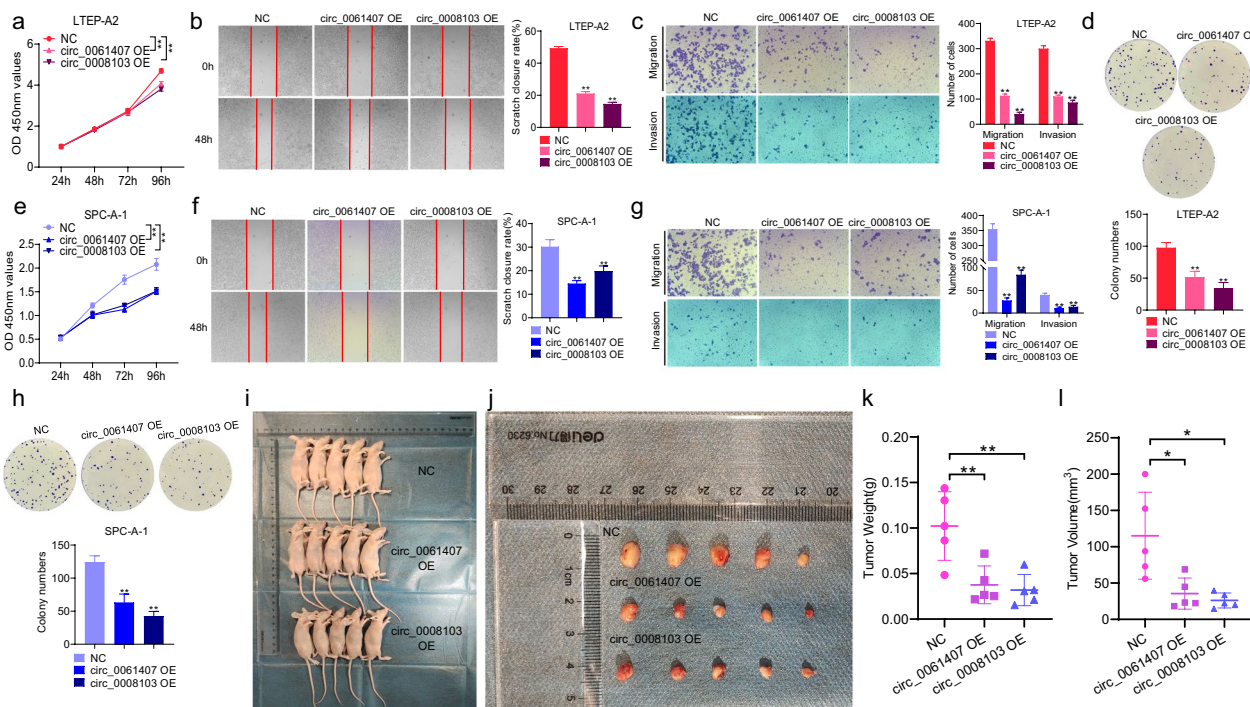 a
LTEP-A2
NC
circ_0061407 OE
circ_0008103 OE
**
**
OD 450nm values
6
4
2
0
24h 48h 72h 96h
b
NC circ_0061407 OE circ_0008103 OE
0h
48h
LTEP-A2
Scratch closure rate(%)
60
40
20
0
** **
NC
circ_0061407 OE
circ_0008103 OE
c
NC circ_0061407 OE circ_0008103 OE
Migration
Invasion
LTEP-A2
Number of cells
400
300
200
100
0
** ** ** **
Migration Invasion
NC
circ_0061407 OE
circ_0008103 OE
d
NC circ_0061407 OE
circ_0008103 OE
LTEP-A2
Colony numbers
150
100
50
0
** **
NC
circ_0061407 OE
circ_0008103 OE
e
SPC-A-1
NC
circ_0061407 OE
circ_0008103 OE
**
**
OD 450nm values
2.5
2.0
1.5
1.0
0.5
0.0
24h 48h 72h 96h
f
NC circ_0061407 OE circ_0008103 OE
0h
48h
SPC-A-1
Scratch closure rate(%)
40
30
20
10
0
** **
NC
circ_0061407 OE
circ_0008103 OE
g
NC circ_0061407 OE circ_0008103 OE
Migration
Invasion
SPC-A-1
Number of cells
400
300
200
100
50
0
** ** ** **
Migration Invasion
NC
circ_0061407 OE
circ_0008103 OE
h
NC circ_0061407 OE circ_0008103 OE
SPC-A-1
Colony numbers
150
100
50
0
** **
NC
circ_0061407 OE
circ_0008103 OE
i
NC
circ_0061407
OE
circ_0008103
OE
j
deli 得力 No.6230
30 29 28 27 26 25 24 23 22 21 20
0
1cm
2
3
4
5
NC
circ_0061407 OE
circ_0008103 OE
k
Tumor Weight(g)
0.20
0.15
0.10
0.05
0.00
**
**
NC
circ_0061407 OE
circ_0008103 OE
l
Tumor Volume(mm³)
250
200
150
100
50
0
*
*
NC
circ_0061407 OE
circ_0008103 OE